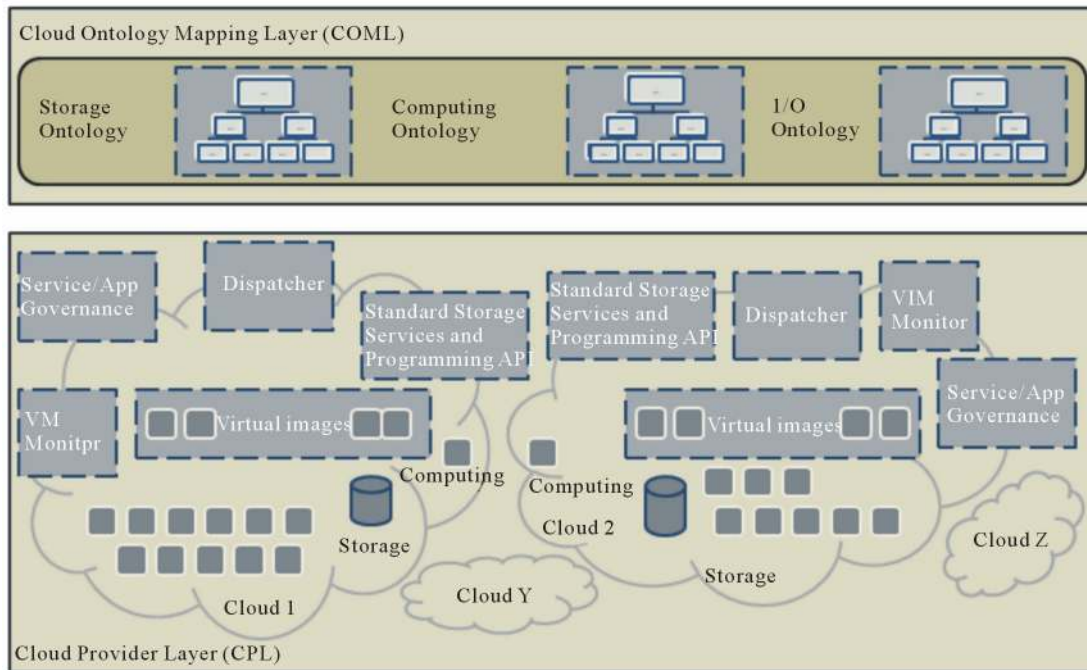 Cloud Ontology Mapping Layer (COML)
Storage
Ontology
Computing
Ontology
1/O
Ontology
Service/App
Governance
Dispatcher
Standard Storage
Services and
Programming API
Standard Storage
Services and
Programming API
Dispatcher
VIM
Monitor
Service/App
Governance
VM
Monitpr
Virtual images
Virtual images
Computing
Computing
Cloud 2
Storage
Cloud 1
Cloud Y
Storage
Cloud Z
Cloud Provider Layer (CPL)